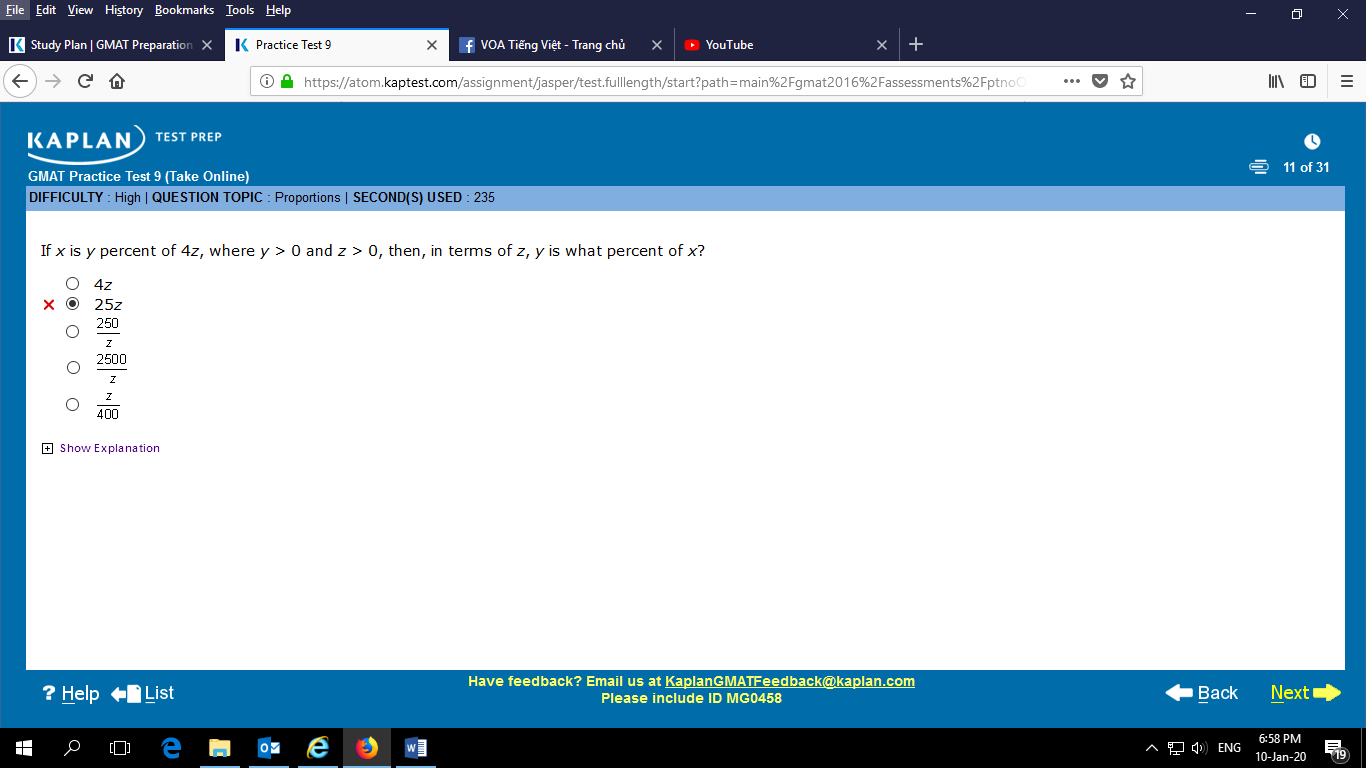 File Edit View History Bookmarks Tools Help
Study Plan | GMAT Preparation
Practice Test 9
VOA Tiếng Việt - Trang chủ
YouTube
https://atom.kaptest.com/assignment/jasper/test.fulllength/start?path=main%2Fgmat2016%2Fassessments%2Fptno
KAPLAN TEST PREP
GMAT Practice Test 9 (Take Online)
11 of 31
DIFFICULTY : High | QUESTION TOPIC : Proportions | SECOND(S) USED : 235
If x is y percent of 4z, where y > 0 and z > 0, then, in terms of z, y is what percent of x?
4z
25z
250
z
2500
z
z
400
Show Explanation
? Help List
Have feedback? Email us at KaplanGMATFeedback@kaplan.com
Please include ID MG0458
Back Next
ENG
6:58 PM
10-Jan-20
19